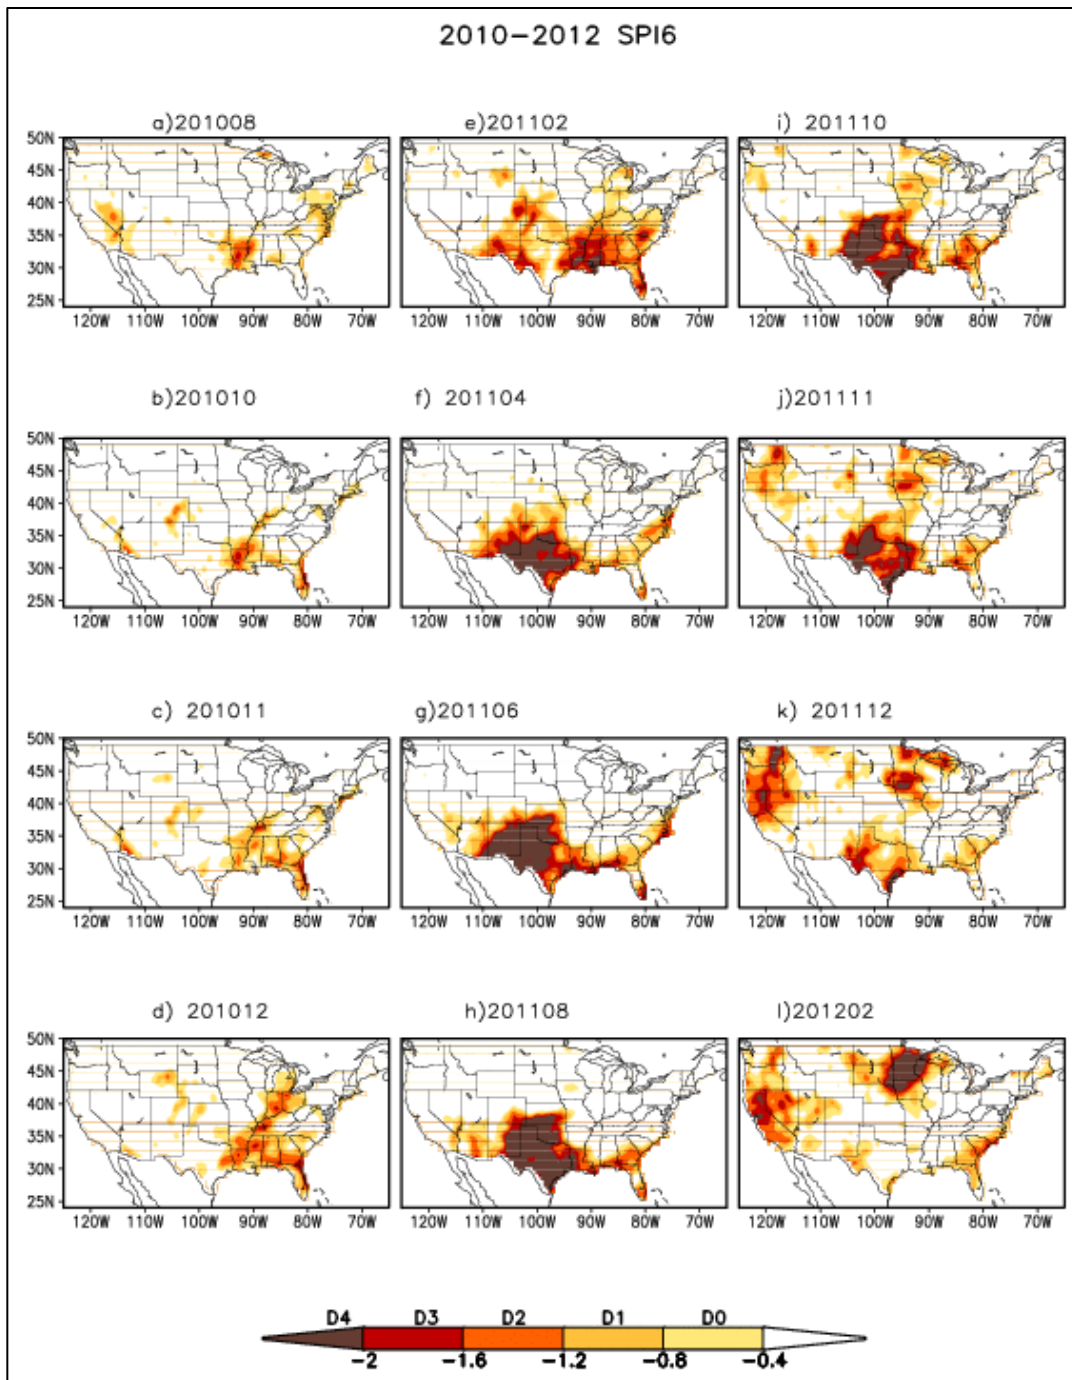 2010-2012 SPI6
a)201008 e)201102 i) 201110
50N
45N
40N
35N
30N
25N
120W 110W 100W 90W 80W 70W 120W 110W 100W 90W 80W 70W 120W 110W 100W 90W 80W 70W
b)201010 f) 201104 j)201111
50N
45N
40N
35N
30N
25N
120W 110W 100W 90W 80W 70W 120W 110W 100W 90W 80W 70W 120W 110W 100W 90W 80W 70W
c) 201011 g)201106 k) 201112
50N
45N
40N
35N
30N
25N
120W 110W 100W 90W 80W 70W 120W 110W 100W 90W 80W 70W 120W 110W 100W 90W 80W 70W
d) 201012 h)201108 l)201202
50N
45N
40N
35N
30N
25N
120W 110W 100W 90W 80W 70W 120W 110W 100W 90W 80W 70W 120W 110W 100W 90W 80W 70W
D4 D3 D2 D1 D0
-2 -1.6 -1.2 -0.8 -0.4